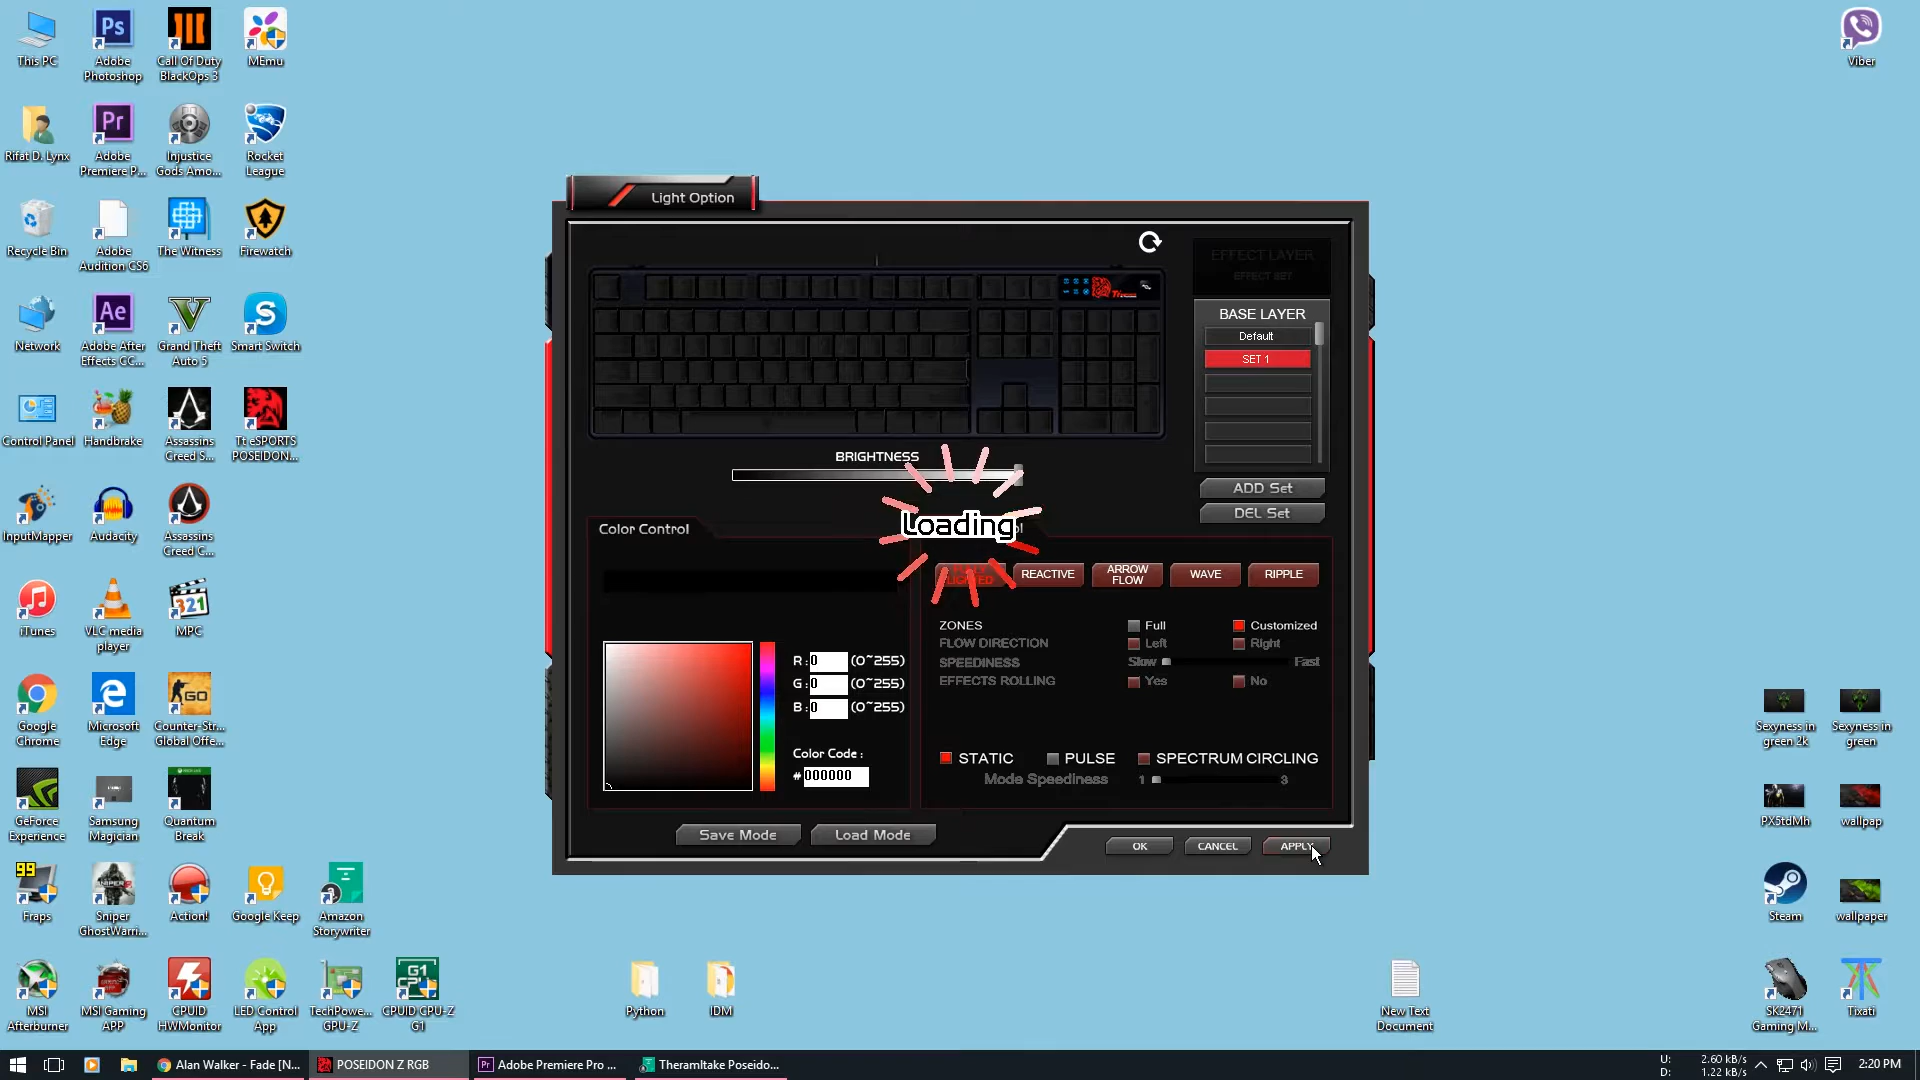 This PC
Adobe
Photoshop
Call Of Duty
BlackOps 3
MEmu
Viber
Rifat D. Lynx
Adobe
Premiere P...
Injustice
Gods Amo...
Rocket
League
Recycle Bin
Adobe
Audition CS6
The Witness
Firewatch
Network
Adobe After
Effects CC...
Grand Theft
Auto 5
Smart Switch
Control Panel
Handbrake
Assassins
Creed S...
Tt eSPORTS
POSEIDON...
InputMapper
Audacity
Assassins
Creed C...
iTunes
VLC media
player
MPC
Google
Chrome
Microsoft
Edge
Counter-Str...
Global Offe...
GeForce
Experience
Samsung
Magician
Quantum
Break
Fraps
Sniper
GhostWarri...
Action!
Google Keep
Amazon
Storywriter
MSI
Afterburner
MSI Gaming
APP
CPUID
HWMonitor
LED Control
App
TechPowe...
GPU-Z
CPUID CPU-Z
G1
Python
IDM
New Text
Document
Sexyness in
green 2k
Sexyness in
green
PX5tdMh
wallpap
Steam
wallpaper
SK2471
Gaming M...
Tixati
Light Option
EFFECT LAYER
EFFECT SET
BASE LAYER
Default
SET 1
ADD Set
DEL Set
BRIGHTNESS
Loading
Color Control
REACTIVE
ARROW
FLOW
WAVE
RIPPLE
ZONES
Full
Customized
FLOW DIRECTION
Left
Right
SPEEDINESS
Slow
Fast
EFFECTS ROLLING
Yes
No
R: 0 (0~255)
G: 0 (0~255)
B: 0 (0~255)
Color Code :
# 000000
STATIC
PULSE
SPECTRUM CIRCLING
Mode Speediness
1
3
Save Mode
Load Mode
OK
CANCEL
APPLY
Alan Walker - Fade [N...
POSEIDON Z RGB
Adobe Premiere Pro ...
Theramltake Poseido...
U: 2.60 kB/s
D: 1.22 kB/s
2:20 PM